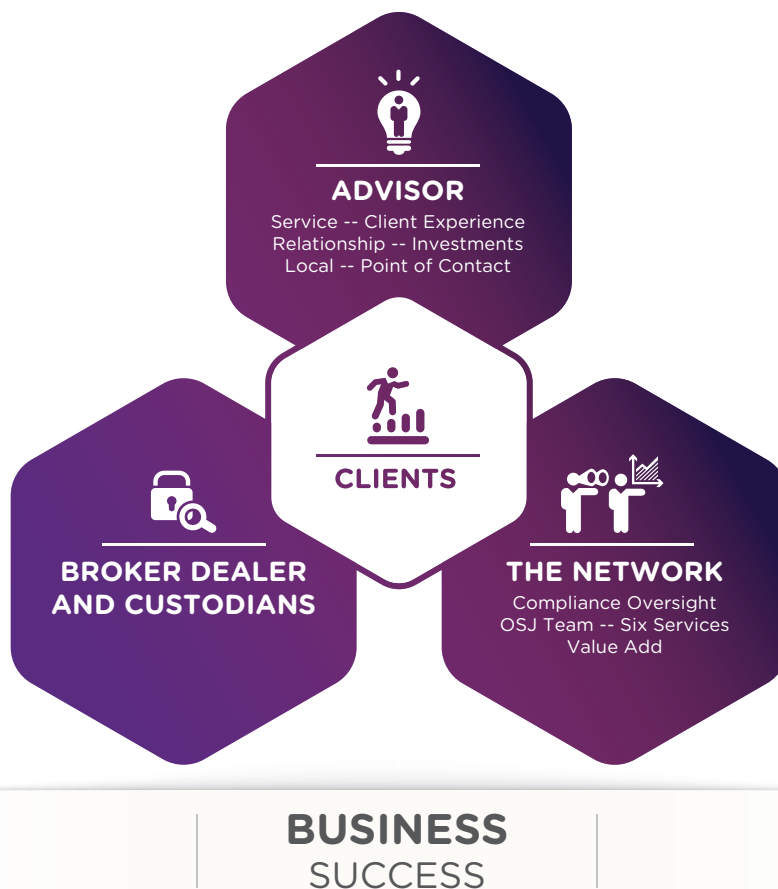 ADVISOR
Service -- Client Experience
Relationship -- Investments
Local -- Point of Contact
CLIENTS
BROKER DEALER
AND CUSTODIANS
THE NETWORK
Compliance Oversight
OSJ Team -- Six Services
Value Add
BUSINESS
SUCCESS